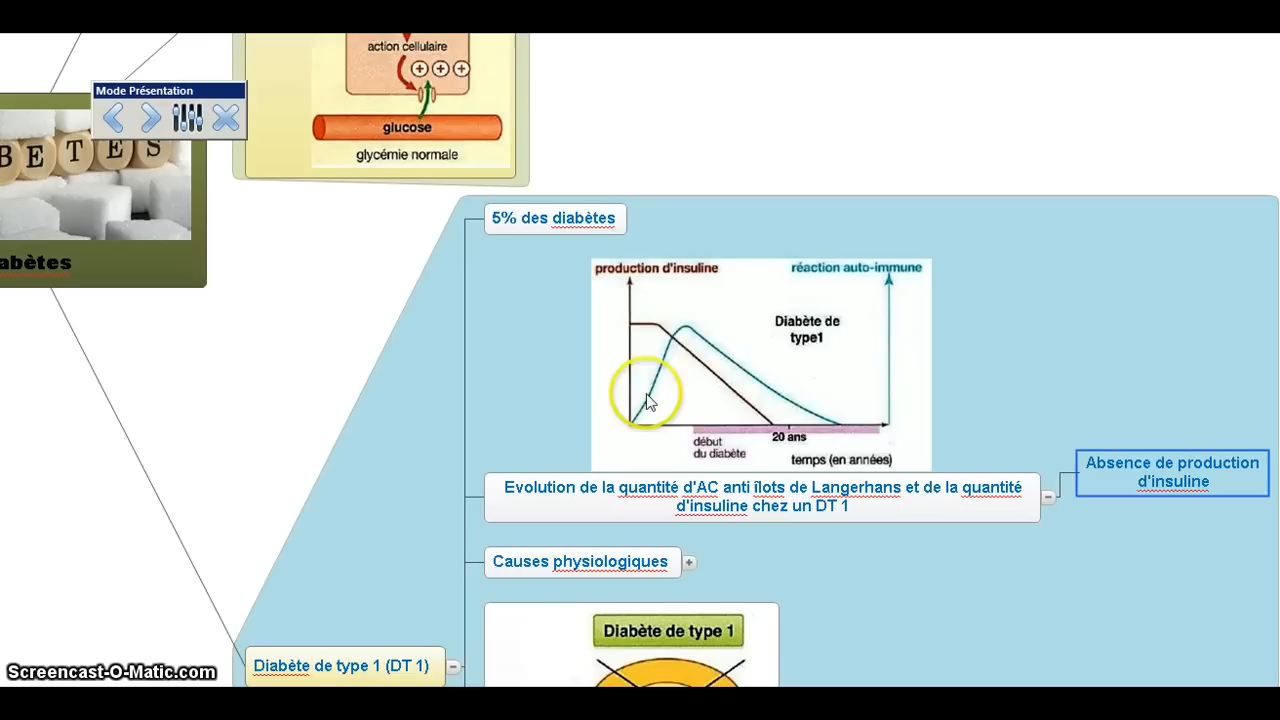 action cellulaire
Mode Présentation
glucose
glycémie normale
B E T E S
abètes
5% des diabètes
production d'insuline
réaction auto-immune
Diabète de
type1
20 ans
début
du diabète
temps (en années)
Absence de production
d'insuline
Evolution de la quantité d'AC anti îlots de Langerhans et de la quantité
d'insuline chez un DT 1
Causes physiologiques
Diabète de type 1
Diabète de type 1 (DT 1)
Screencast-O-Matic.com